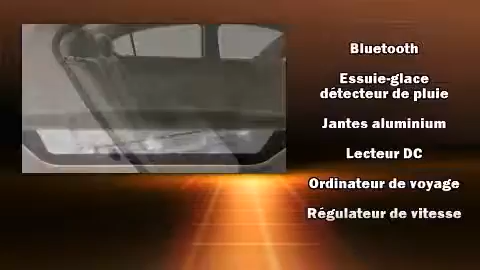 Bluetooth
Essuie-glace
détecteur de pluie
Jantes aluminium
Lecteur DC
Ordinateur de voyage
Régulateur de vitesse